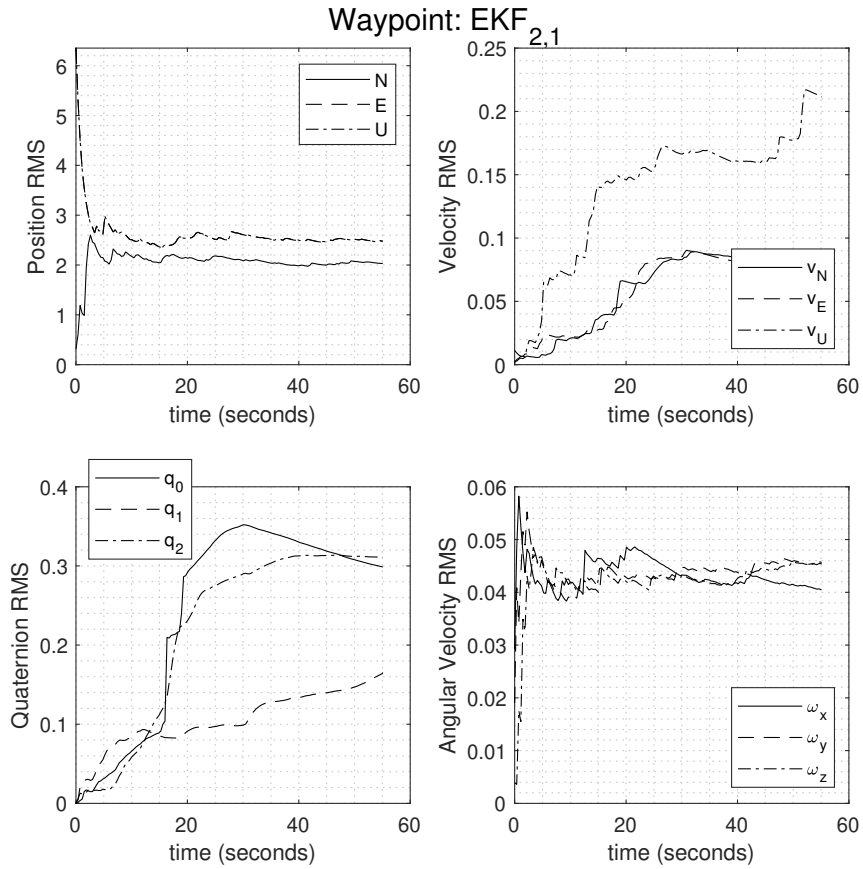 Waypoint: EKF2,1
6
5
4
3
2
1
0
0
20
40
60
Position RMS
time (seconds)
N
E
U
0.25
0.2
0.15
0.1
0.05
0
0
20
40
60
Velocity RMS
time (seconds)
vN
vE
vU
0.4
0.3
0.2
0.1
0
0
20
40
60
Quaternion RMS
time (seconds)
q0
q1
q2
0.06
0.05
0.04
0.03
0.02
0.01
0
0
20
40
60
Angular Velocity RMS
time (seconds)
ωx
ωy
ωz